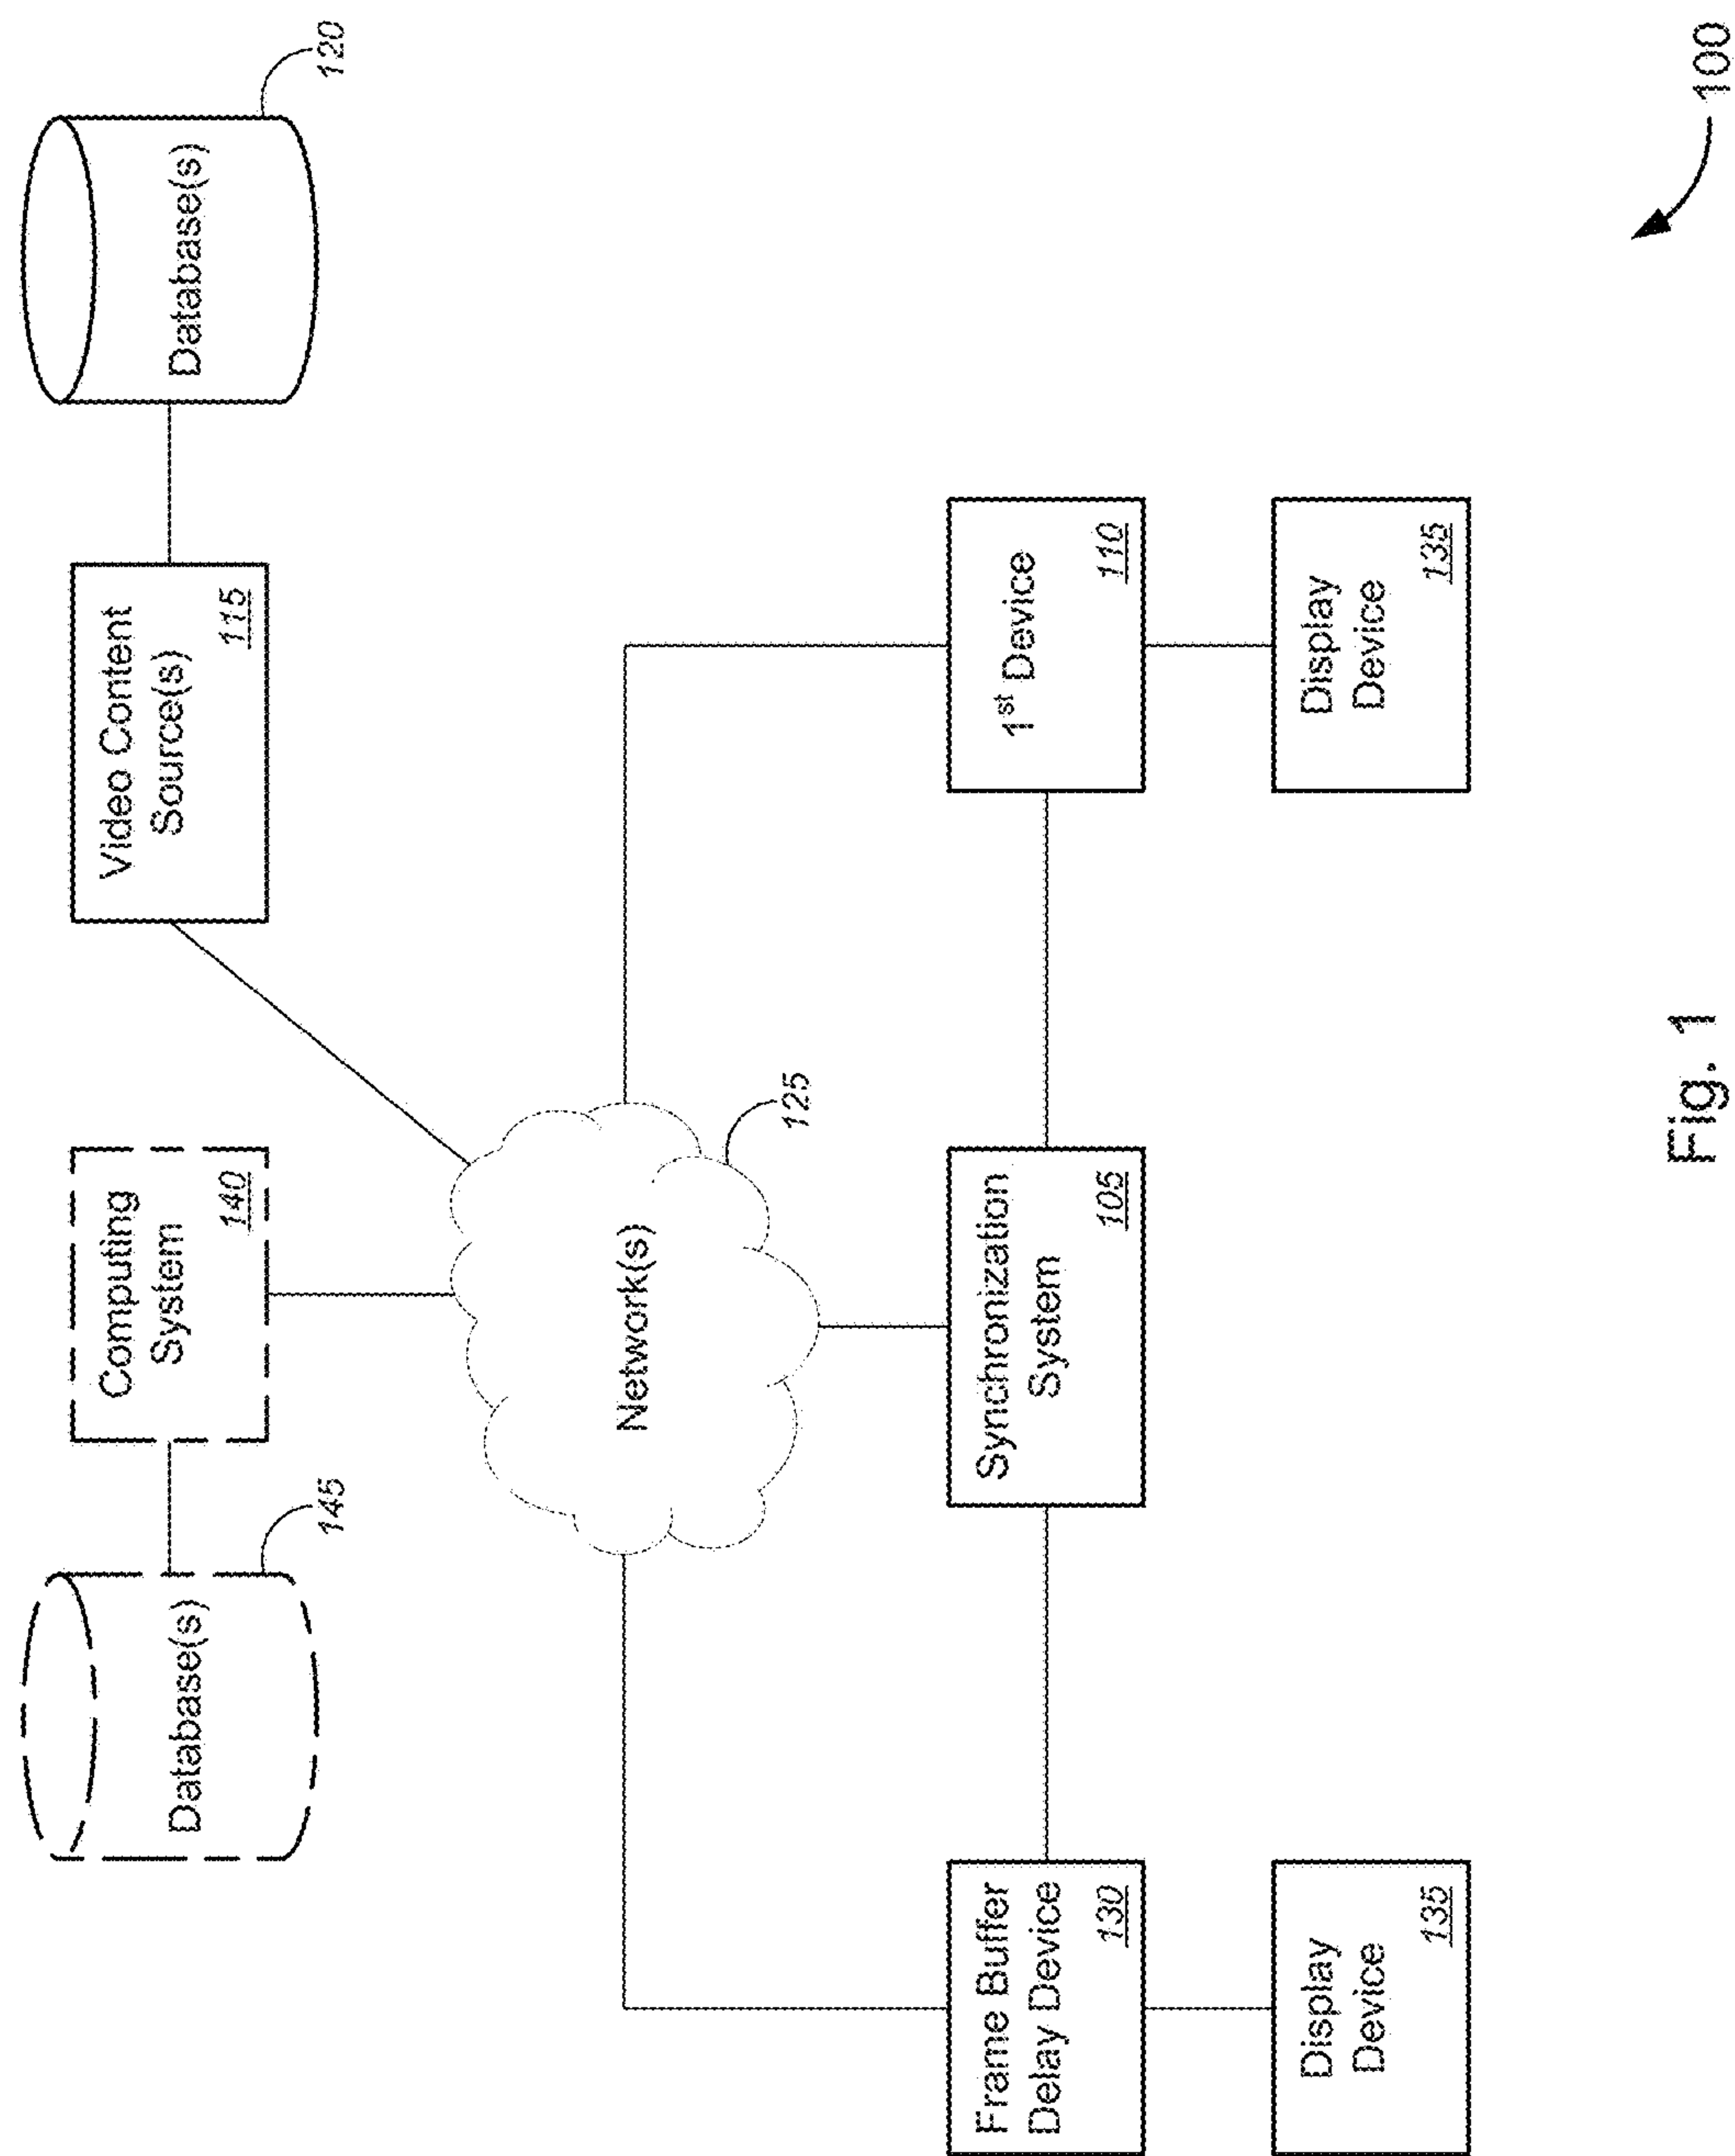 Database(s)
145
Computing
System
140
Video Content
Source(s)
115
Database(s)
120
Network(s)
125
Frame Buffer
Delay Device
130
Synchronization
System
105
1st Device
110
Display
Device
135
Display
Device
135
Fig. 1
100